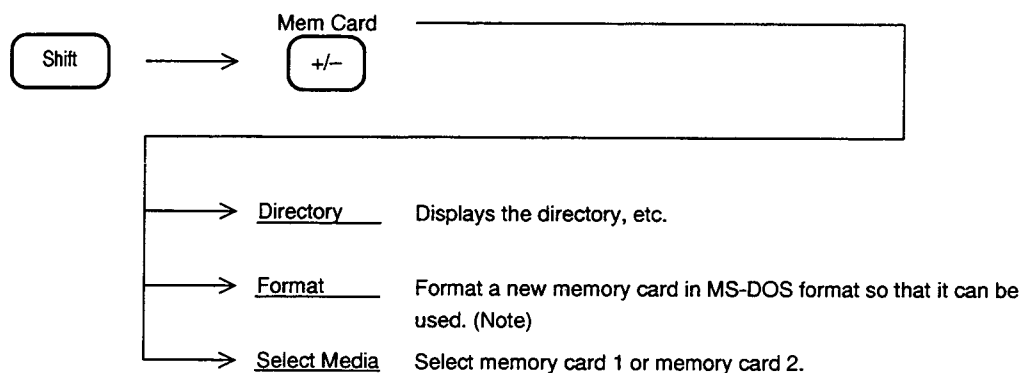 Mem Card
Shift
+/−
Directory Displays the directory, etc.
Format Format a new memory card in MS-DOS format so that it can be
used. (Note)
Select Media Select memory card 1 or memory card 2.